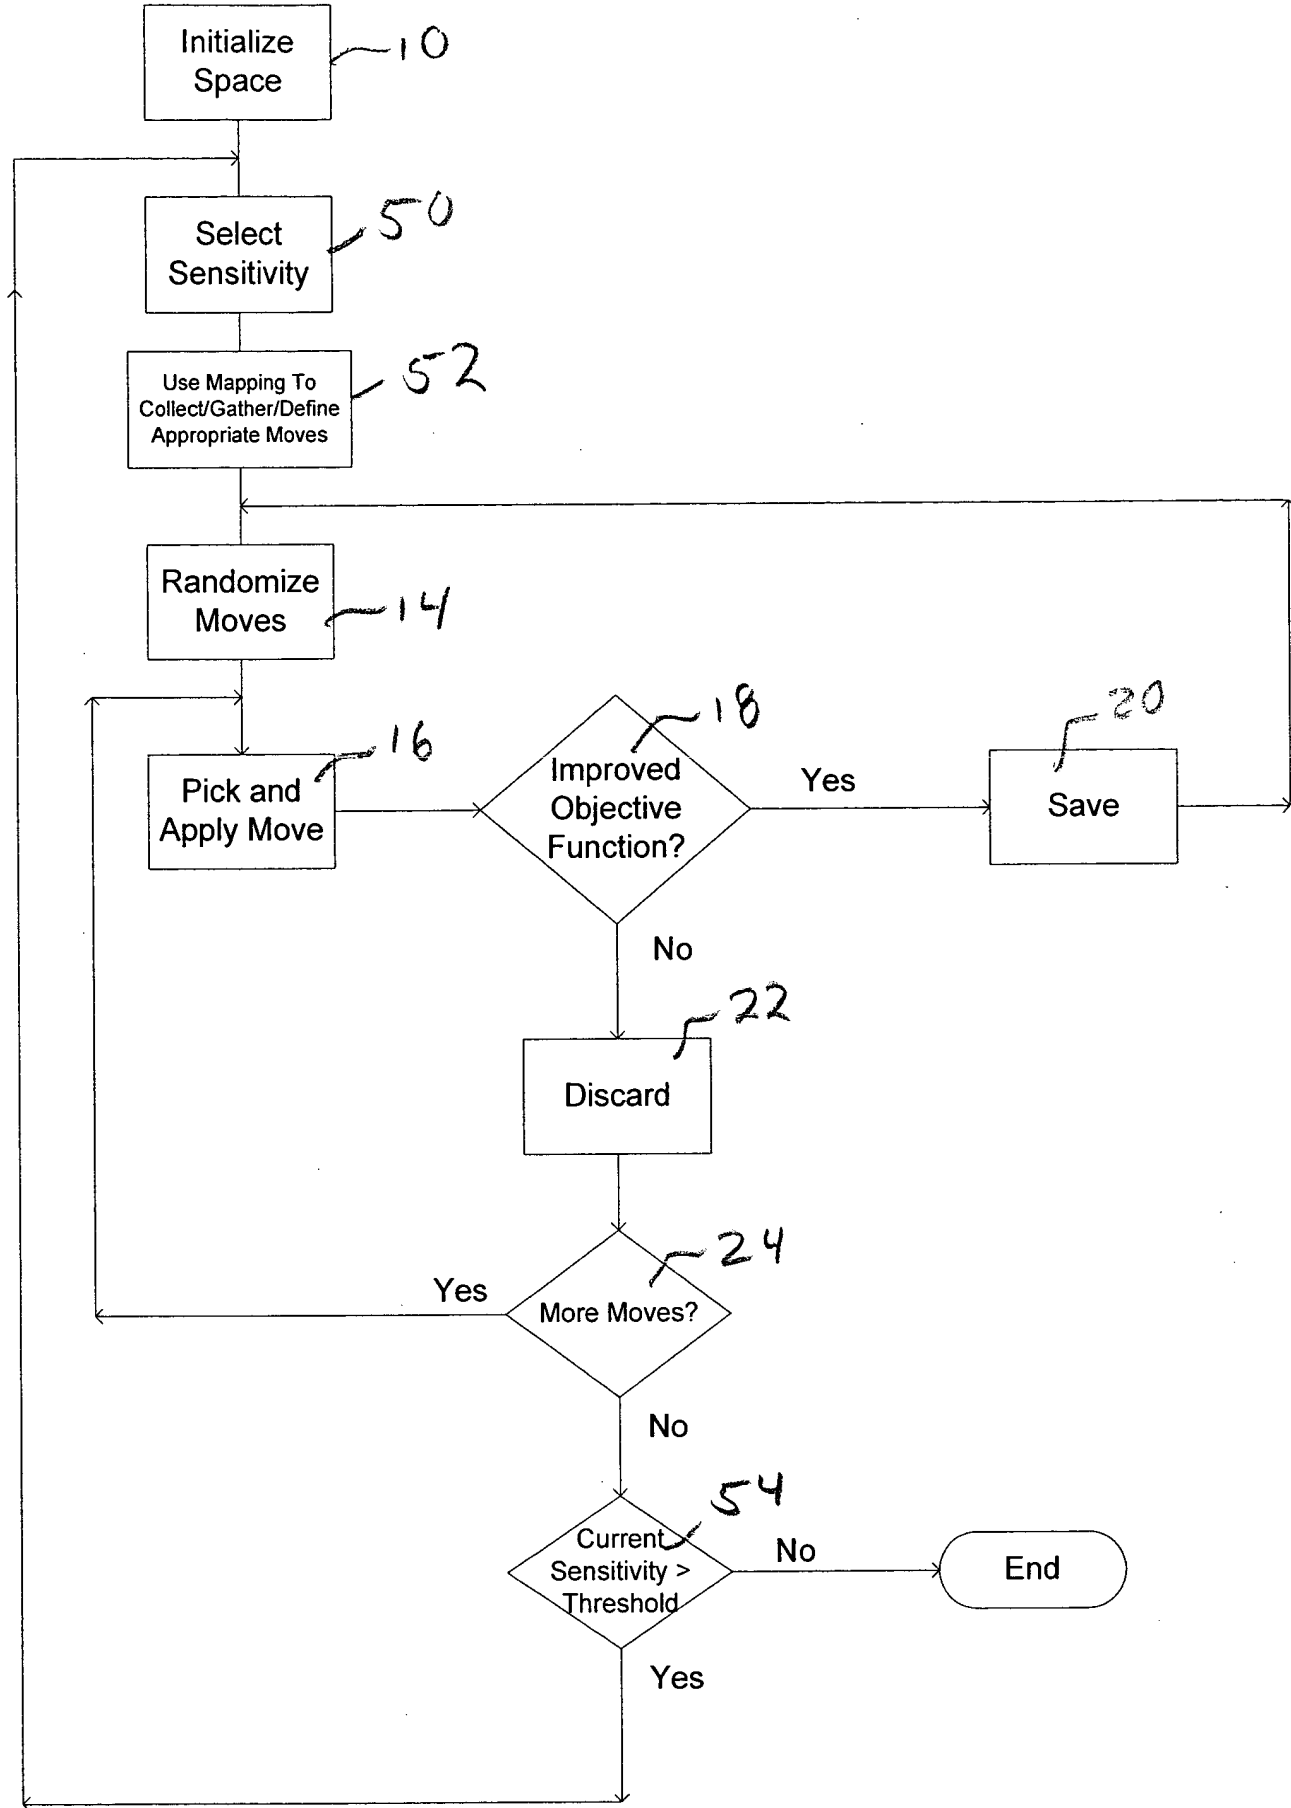 Initialize
Space
10
Select
Sensitivity
50
Use Mapping To
Collect/Gather/Define
Appropriate Moves
52
Randomize
Moves
14
Pick and
Apply Move
16
Improved
Objective
Function?
18
Yes
Save
20
No
Discard
22
More Moves?
24
Yes
No
Current
Sensitivity >
Threshold
54
No
End
Yes